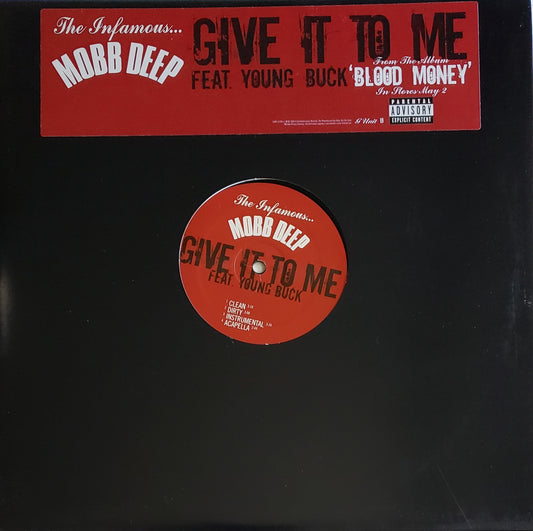 The Infamous...
MOBB DEEP
GIVE IT TO ME
FEAT. YOUNG BUCK
From The Album
'BLOOD MONEY'
In Stores May 2
PARENTAL
ADVISORY
EXPLICIT CONTENT
G Unit
The Infamous...
MOBB DEEP
GIVE IT TO ME
FEAT. YOUNG BUCK
CLEAN
DIRTY
INSTRUMENTAL
ACAPELLA